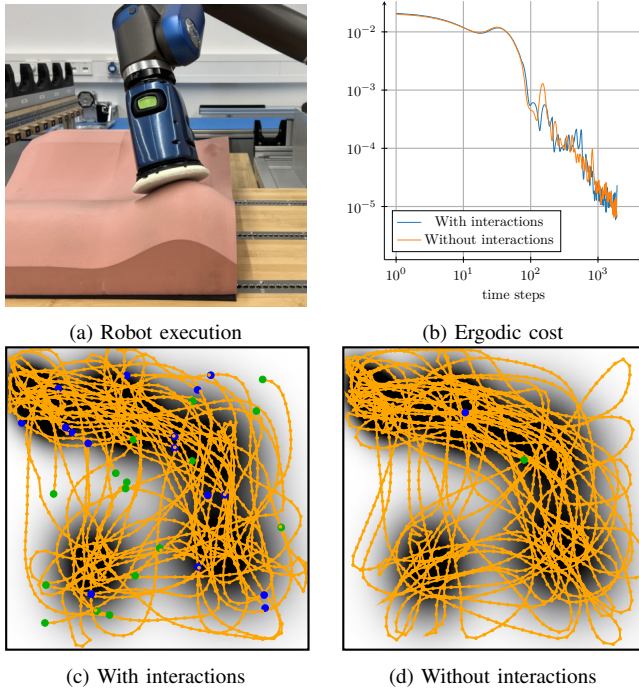 10⁻²
10⁻³
10⁻⁴
10⁻⁵
With interactions
Without interactions
10⁰ 10¹ 10² 10³
time steps
(a) Robot execution (b) Ergodic cost
(c) With interactions (d) Without interactions